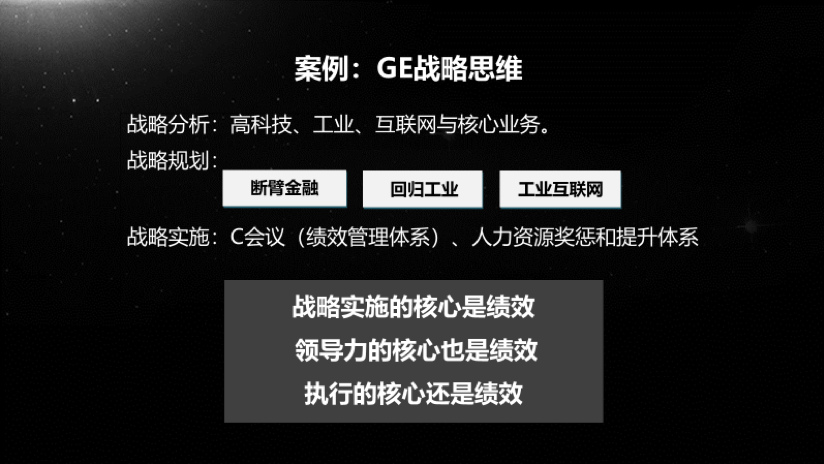 案例：GE战略思维
战略分析：高科技、工业、互联网与核心业务。
战略规划：
断臂金融 回归工业 工业互联网
战略实施：C会议（绩效管理体系）、人力资源奖惩和提升体系
战略实施的核心是绩效
领导力的核心也是绩效
执行的核心还是绩效